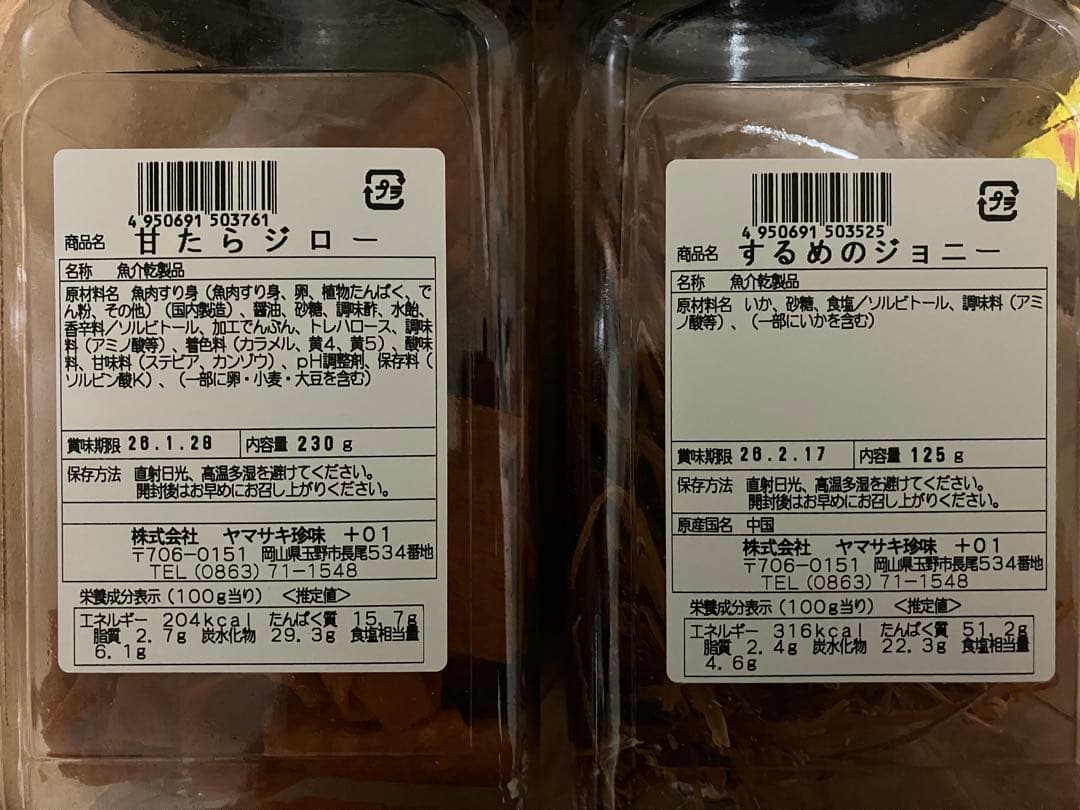 4 950691 503761
プラ
商品名 甘たらジロー
名称 魚介乾製品
原材料名 魚肉すり身（魚肉すり身、卵、植物たんぱく、で
ん粉、その他）（国内製造）、醤油、砂糖、調味酢、水飴、
香辛料／ソルビトール、加工でんぷん、トレハロース、調味
料（アミノ酸等）、着色料（カラメル、黄4、黄5）、酸味
料、甘味料（ステビア、カンゾウ）、pH調整剤、保存料（
ソルビン酸K）、（一部に卵・小麦・大豆を含む）
賞味期限 26.1.28 内容量 230 g
保存方法 直射日光、高温多湿を避けてください。
開封後はお早めにお召し上がりください。
株式会社 ヤマサキ珍味 +01
〒706-0151 岡山県玉野市長尾534番地
TEL (0863) 71-1548
栄養成分表示（100g当り） <推定値>
エネルギー 204kcal たんぱく質 15.7g
脂質 2.7g 炭水化物 29.3g 食塩相当量
6.1g
4 950691 503525
プラ
商品名 するめのジョニー
名称 魚介乾製品
原材料名 いか、砂糖、食塩／ソルビトール、調味料（アミ
ノ酸等）、（一部にいかを含む）
賞味期限 26.2.17 内容量 125 g
保存方法 直射日光、高温多湿を避けてください。
開封後はお早めにお召し上がりください。
原産国名 中国
株式会社 ヤマサキ珍味 +01
〒706-0151 岡山県玉野市長尾534番地
TEL (0863) 71-1548
栄養成分表示（100g当り） <推定値>
エネルギー 316kcal たんぱく質 51.2g
脂質 2.4g 炭水化物 22.3g 食塩相当量
4.6g